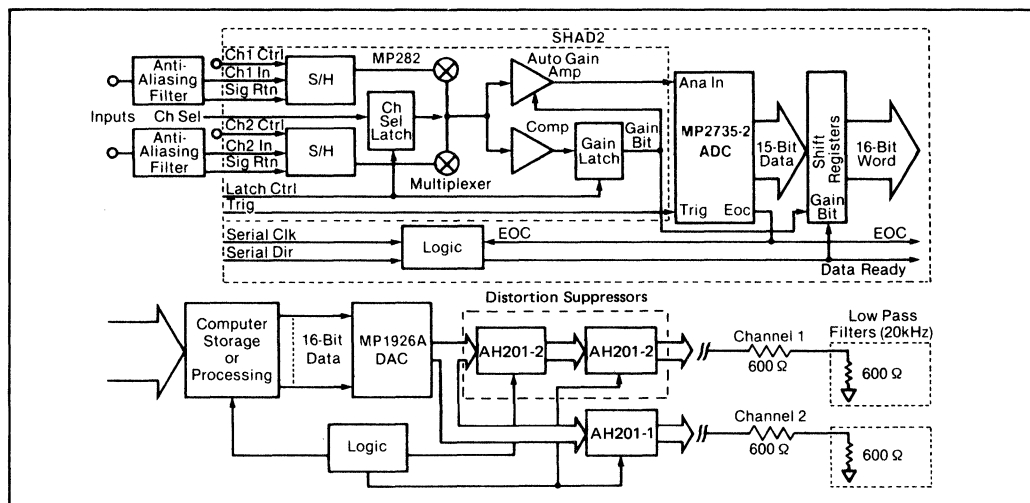 SHAD2
Anti-
Aliasing
Filter
Ch1 Ctrl
Ch1 In
Sig Rtn
S/H
MP282
Auto Gain
Amp
Ana In
MP2735-2
ADC
Trig
Eoc
15-Bit
Data
Shift
Registers
Gain
Bit
16-Bit
Word
Inputs
Ch Sel
Ch
Sel
Latch
Comp
Gain
Latch
Gain
Bit
Anti-
Aliasing
Filter
Ch2 Ctrl
Ch2 In
Sig Rtn
S/H
Multiplexer
Latch Ctrl
Trig
Serial Clk
Serial Dir
Logic
EOC
EOC
Data Ready
Computer
Storage
or
Processing
16-Bit
Data
MP1926A
DAC
Distortion Suppressors
AH201-2
AH201-2
Channel 1
600 Ω
Low Pass
Filters (20kHz)
600 Ω
Logic
AH201-1
Channel 2
600 Ω
600 Ω